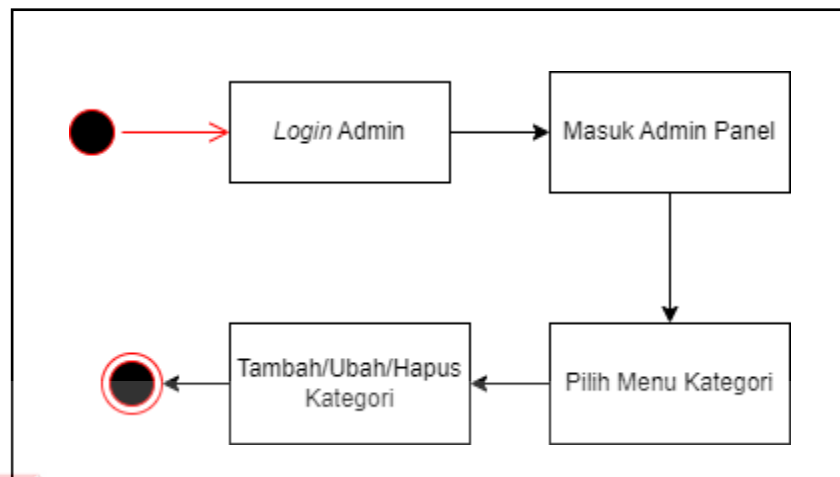 Login Admin
Masuk Admin Panel
Pilih Menu Kategori
Tambah/Ubah/Hapus
Kategori